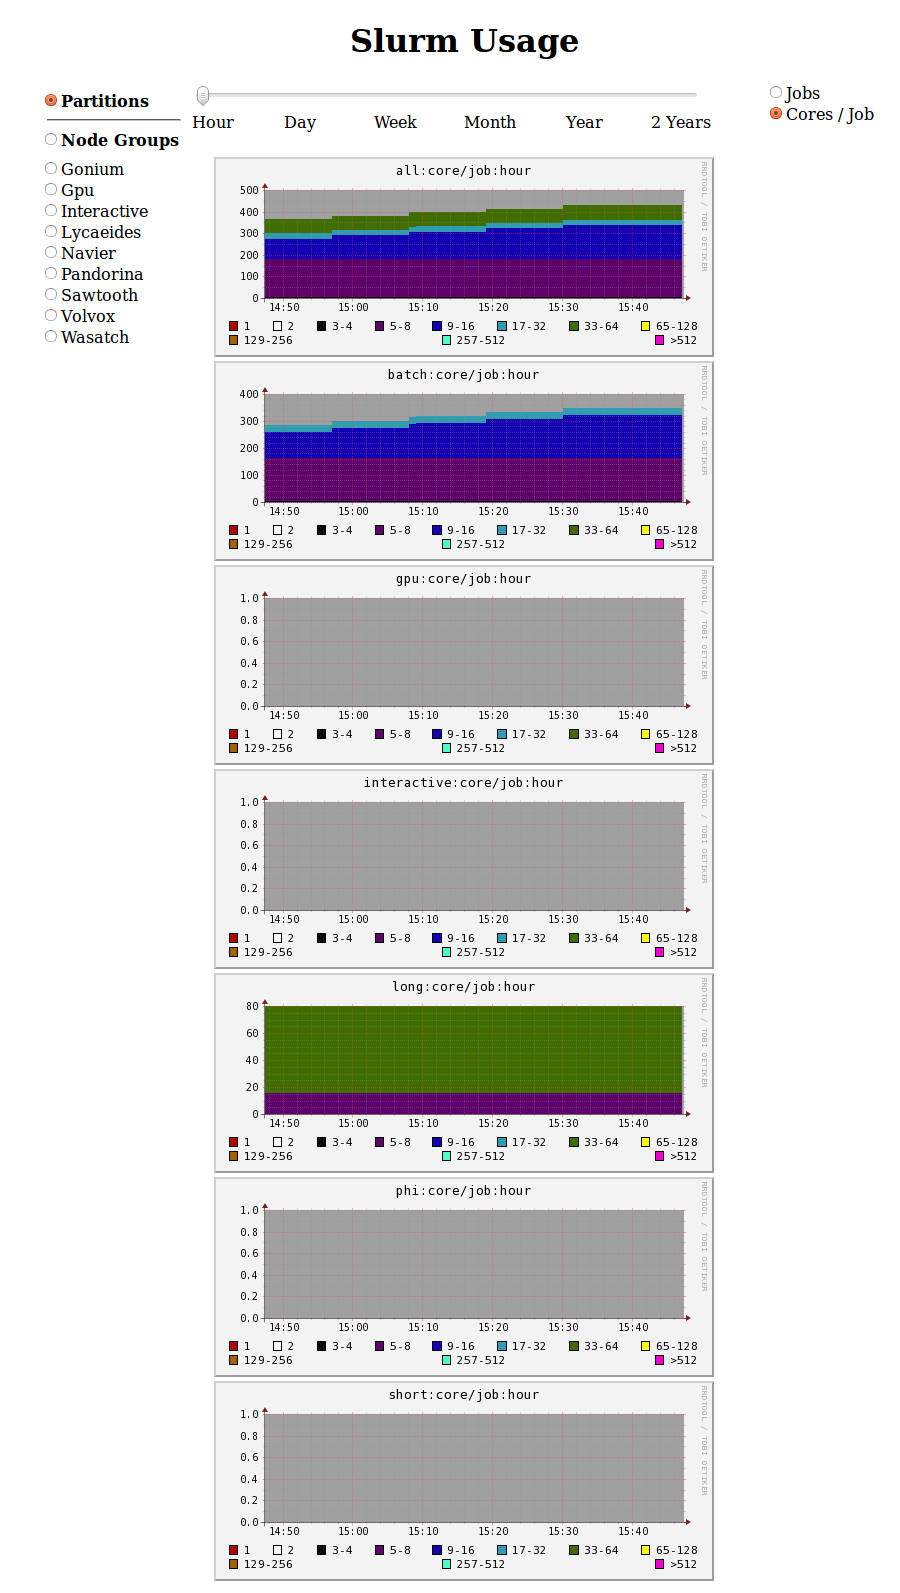 Slurm Usage
Partitions
Node Groups
Gonium
Gpu
Interactive
Lycaeides
Navier
Pandorina
Sawtooth
Volvox
Wasatch
Hour Day Week Month Year 2 Years
Jobs
Cores / Job
all:core/job:hour
RRDTOOL / TOBI OETIKER
500
400
300
200
100
0
14:50 15:00 15:10 15:20 15:30 15:40
1 2 3-4 5-8 9-16 17-32 33-64 65-128
129-256 257-512 >512
batch:core/job:hour
RRDTOOL / TOBI OETIKER
400
300
200
100
0
14:50 15:00 15:10 15:20 15:30 15:40
1 2 3-4 5-8 9-16 17-32 33-64 65-128
129-256 257-512 >512
gpu:core/job:hour
RRDTOOL / TOBI OETIKER
1.0
0.8
0.6
0.4
0.2
0.0
14:50 15:00 15:10 15:20 15:30 15:40
1 2 3-4 5-8 9-16 17-32 33-64 65-128
129-256 257-512 >512
interactive:core/job:hour
RRDTOOL / TOBI OETIKER
1.0
0.8
0.6
0.4
0.2
0.0
14:50 15:00 15:10 15:20 15:30 15:40
1 2 3-4 5-8 9-16 17-32 33-64 65-128
129-256 257-512 >512
long:core/job:hour
RRDTOOL / TOBI OETIKER
80
60
40
20
0
14:50 15:00 15:10 15:20 15:30 15:40
1 2 3-4 5-8 9-16 17-32 33-64 65-128
129-256 257-512 >512
phi:core/job:hour
RRDTOOL / TOBI OETIKER
1.0
0.8
0.6
0.4
0.2
0.0
14:50 15:00 15:10 15:20 15:30 15:40
1 2 3-4 5-8 9-16 17-32 33-64 65-128
129-256 257-512 >512
short:core/job:hour
RRDTOOL / TOBI OETIKER
1.0
0.8
0.6
0.4
0.2
0.0
14:50 15:00 15:10 15:20 15:30 15:40
1 2 3-4 5-8 9-16 17-32 33-64 65-128
129-256 257-512 >512